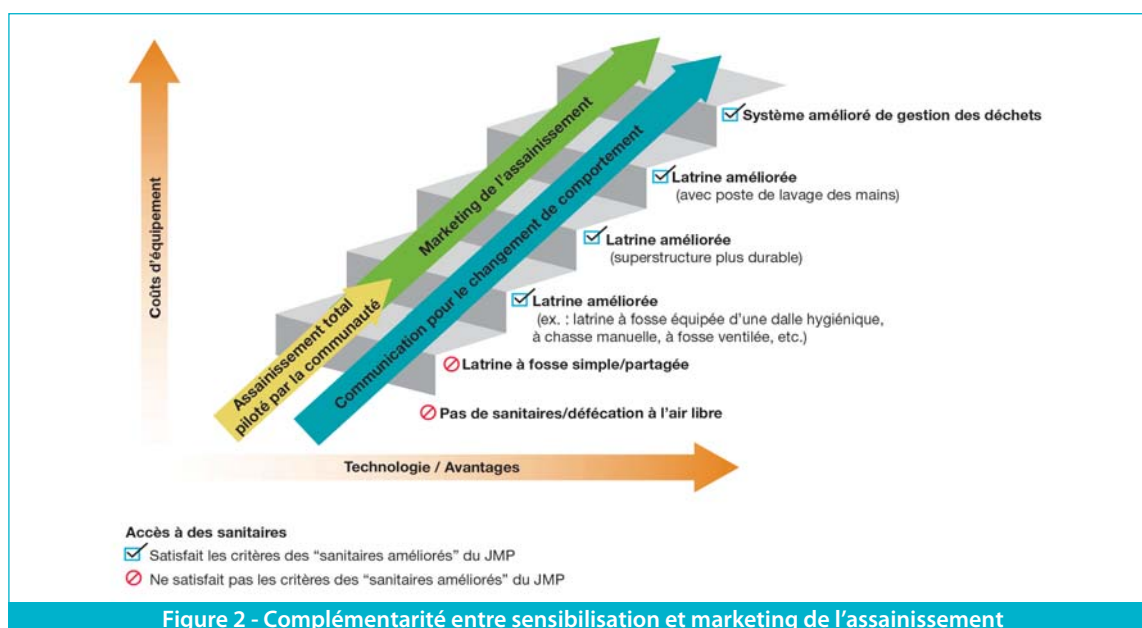 Coûts d'équipement
Assainissement total
piloté par la communauté
Marketing de l'assainissement
Communication pour le changement de comportement
Système amélioré de gestion des déchets
Latrine améliorée
(avec poste de lavage des mains)
Latrine améliorée
(superstructure plus durable)
Latrine améliorée
(ex. : latrine à fosse équipée d'une dalle hygiénique,
à chasse manuelle, à fosse ventilée, etc.)
Latrine à fosse simple/partagée
Pas de sanitaires/défécation à l'air libre
Technologie / Avantages
Accès à des sanitaires
Satisfait les critères des "sanitaires améliorés" du JMP
Ne satisfait pas les critères des "sanitaires améliorés" du JMP
Figure 2 - Complémentarité entre sensibilisation et marketing de l'assainissement